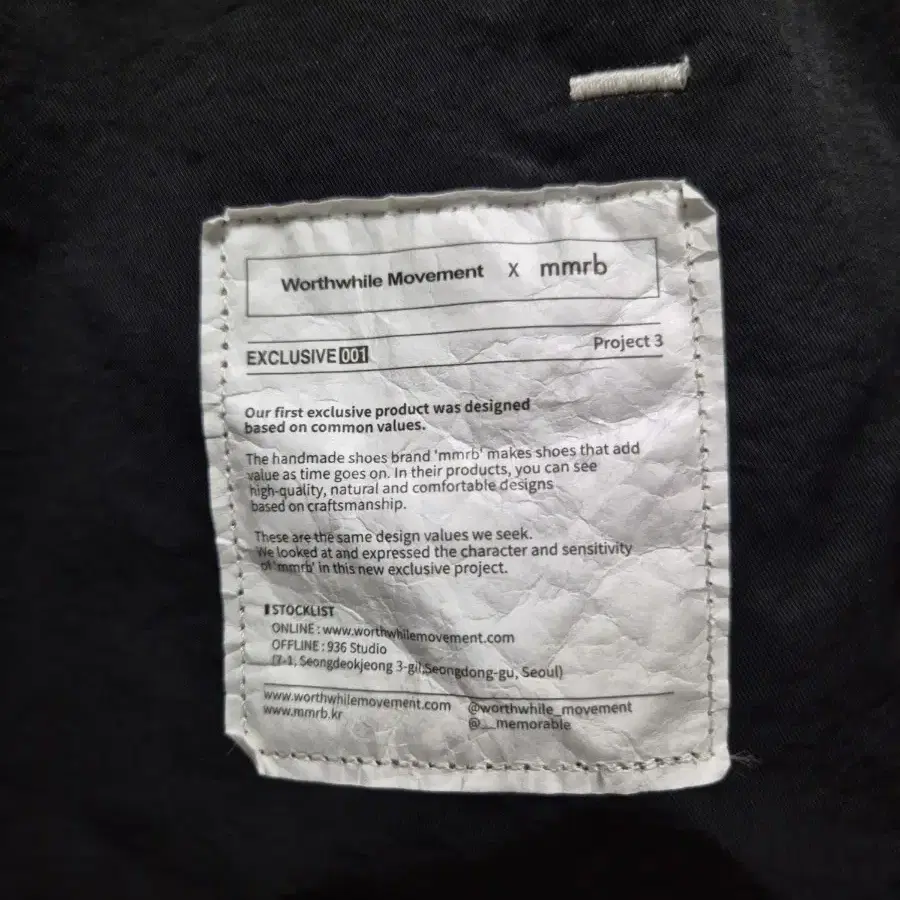 Worthwhile Movement X mmrb
EXCLUSIVE 001 Project 3
Our first exclusive product was designed
based on common values.
The handmade shoes brand 'mmrb' makes shoes that add
value as time goes on. In their products, you can see
high-quality, natural and comfortable designs
based on craftsmanship.
These are the same design values we seek.
We looked at and expressed the character and sensitivity
of 'mmrb' in this new exclusive project.
STOCKLIST
ONLINE : www.worthwhilemovement.com
OFFLINE : 936 Studio
(7-1, Seongdeokjeong 3-gil, Seongdong-gu, Seoul)
www.worthwhilemovement.com @worthwhile_movement
www.mmrb.kr @__memorable